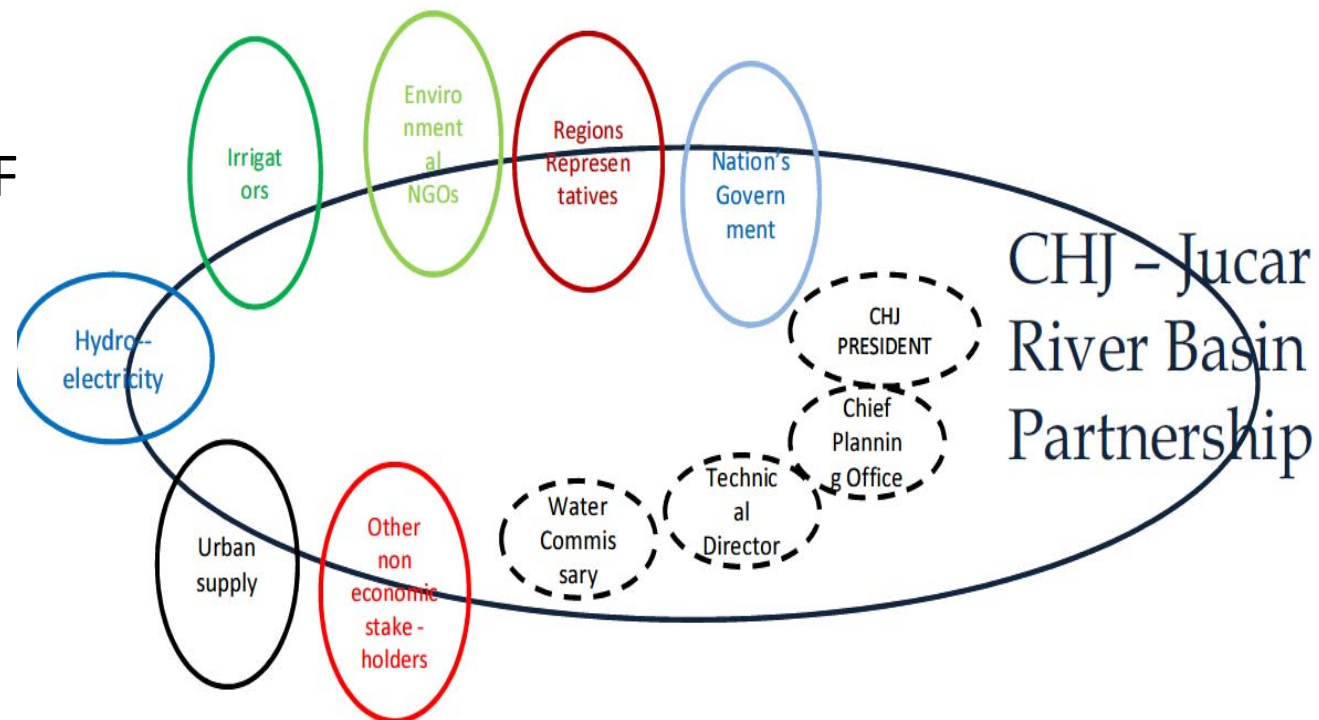 F
Irrigat
ors
Enviro
nment
al
NGOs
Regions
Represen
tatives
Nation's
Govern
ment
Hydro--
electricity
CHJ
PRESIDENT
Chief
Plannin
g Office
Technic
al
Director
Water
Commis
sary
Urban
supply
Other
non
economic
stake -
holders
CHJ – Jucar
River Basin
Partnership